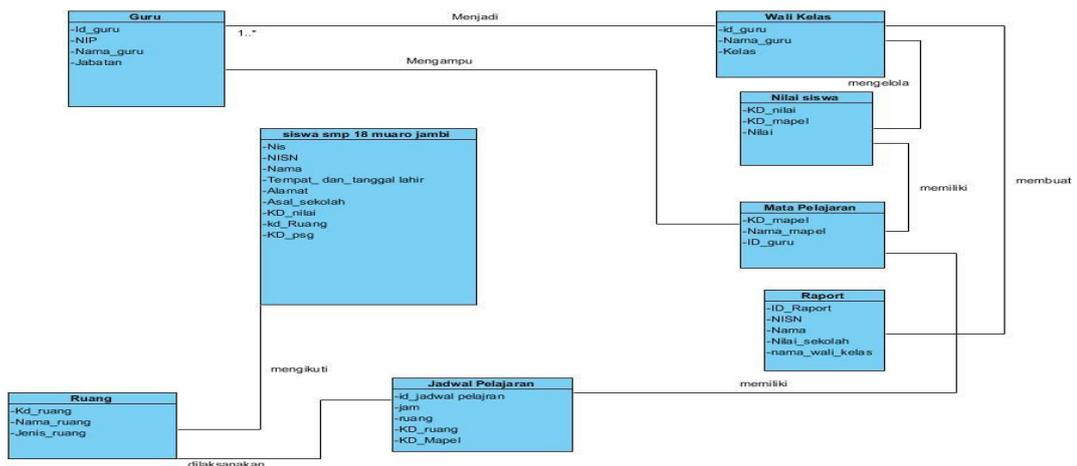 Guru
-Id_guru
-NIP
-Nama_guru
-Jabatan
1..*
Menjadi
Mengampu
Wali Kelas
-id_guru
-Nama_guru
-Kelas
mengelola
Nilai siswa
-KD_nilai
-KD_mapel
-Nilai
memiliki
membuat
siswa smp 18 muaro jambi
-Nis
-NISN
-Nama
-Tempat_ dan_tanggal lahir
-Alamat
-Asal_sekolah
-KD_nilai
-kd_Ruang
-KD_psg
Mata Pelajaran
-KD_mapel
-Nama_mapel
-ID_guru
Raport
-ID_Raport
-NISN
-Nama
-Nilai_sekolah
-nama_wali_kelas
mengikuti
memiliki
Jadwal Pelajaran
-id_jadwal pelajran
-jam
-ruang
-KD_ruang
-KD_Mapel
Ruang
-Kd_ruang
-Nama_ruang
-Jenis_ruang
dilaksanakan